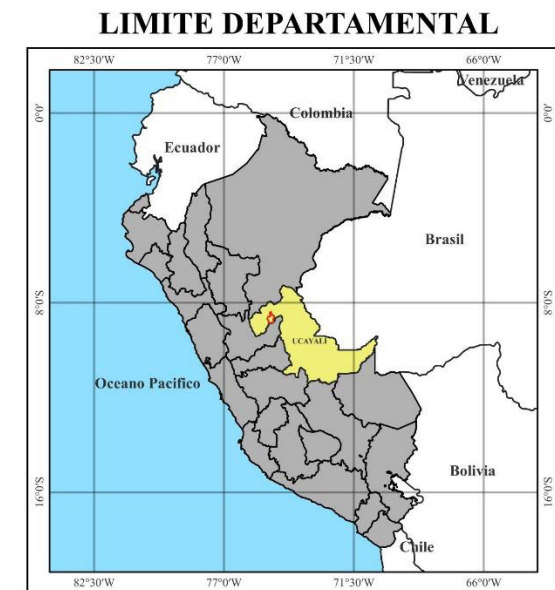 LIMITE DEPARTAMENTAL
82°30'W 77°0'W 71°30'W 66°0'W
Venezuela
Colombia
0°0' 0°0'
Ecuador
Brasil
8°0'S 8°0'S
UCAYALI
Oceano Pacifico
Bolivia
16°0'S 16°0'S
Chile
82°30'W 77°0'W 71°30'W 66°0'W